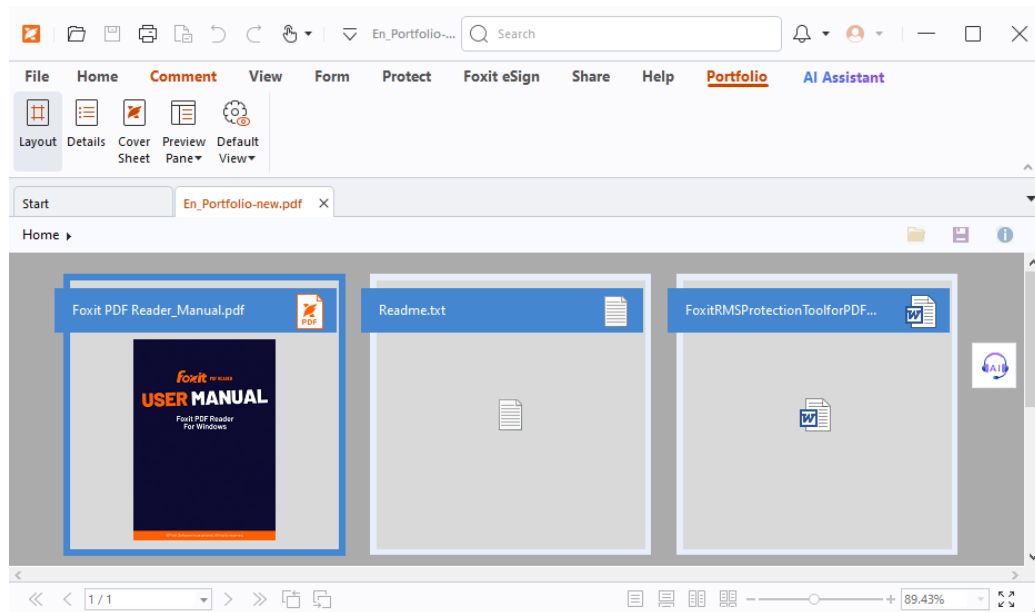 En_Portfolio-... Search
File Home Comment View Form Protect Foxit eSign Share Help Portfolio AI Assistant
Layout Details Cover Sheet Preview Pane Default View
Start En_Portfolio-new.pdf
Home
Foxit PDF Reader_Manual.pdf
PDF
Readme.txt
FoxitRMSProtectionToolforPDF...
W
AI
foxit PDF READER
USER MANUAL
Foxit PDF Reader
For Windows
W
1 / 1 89.43%